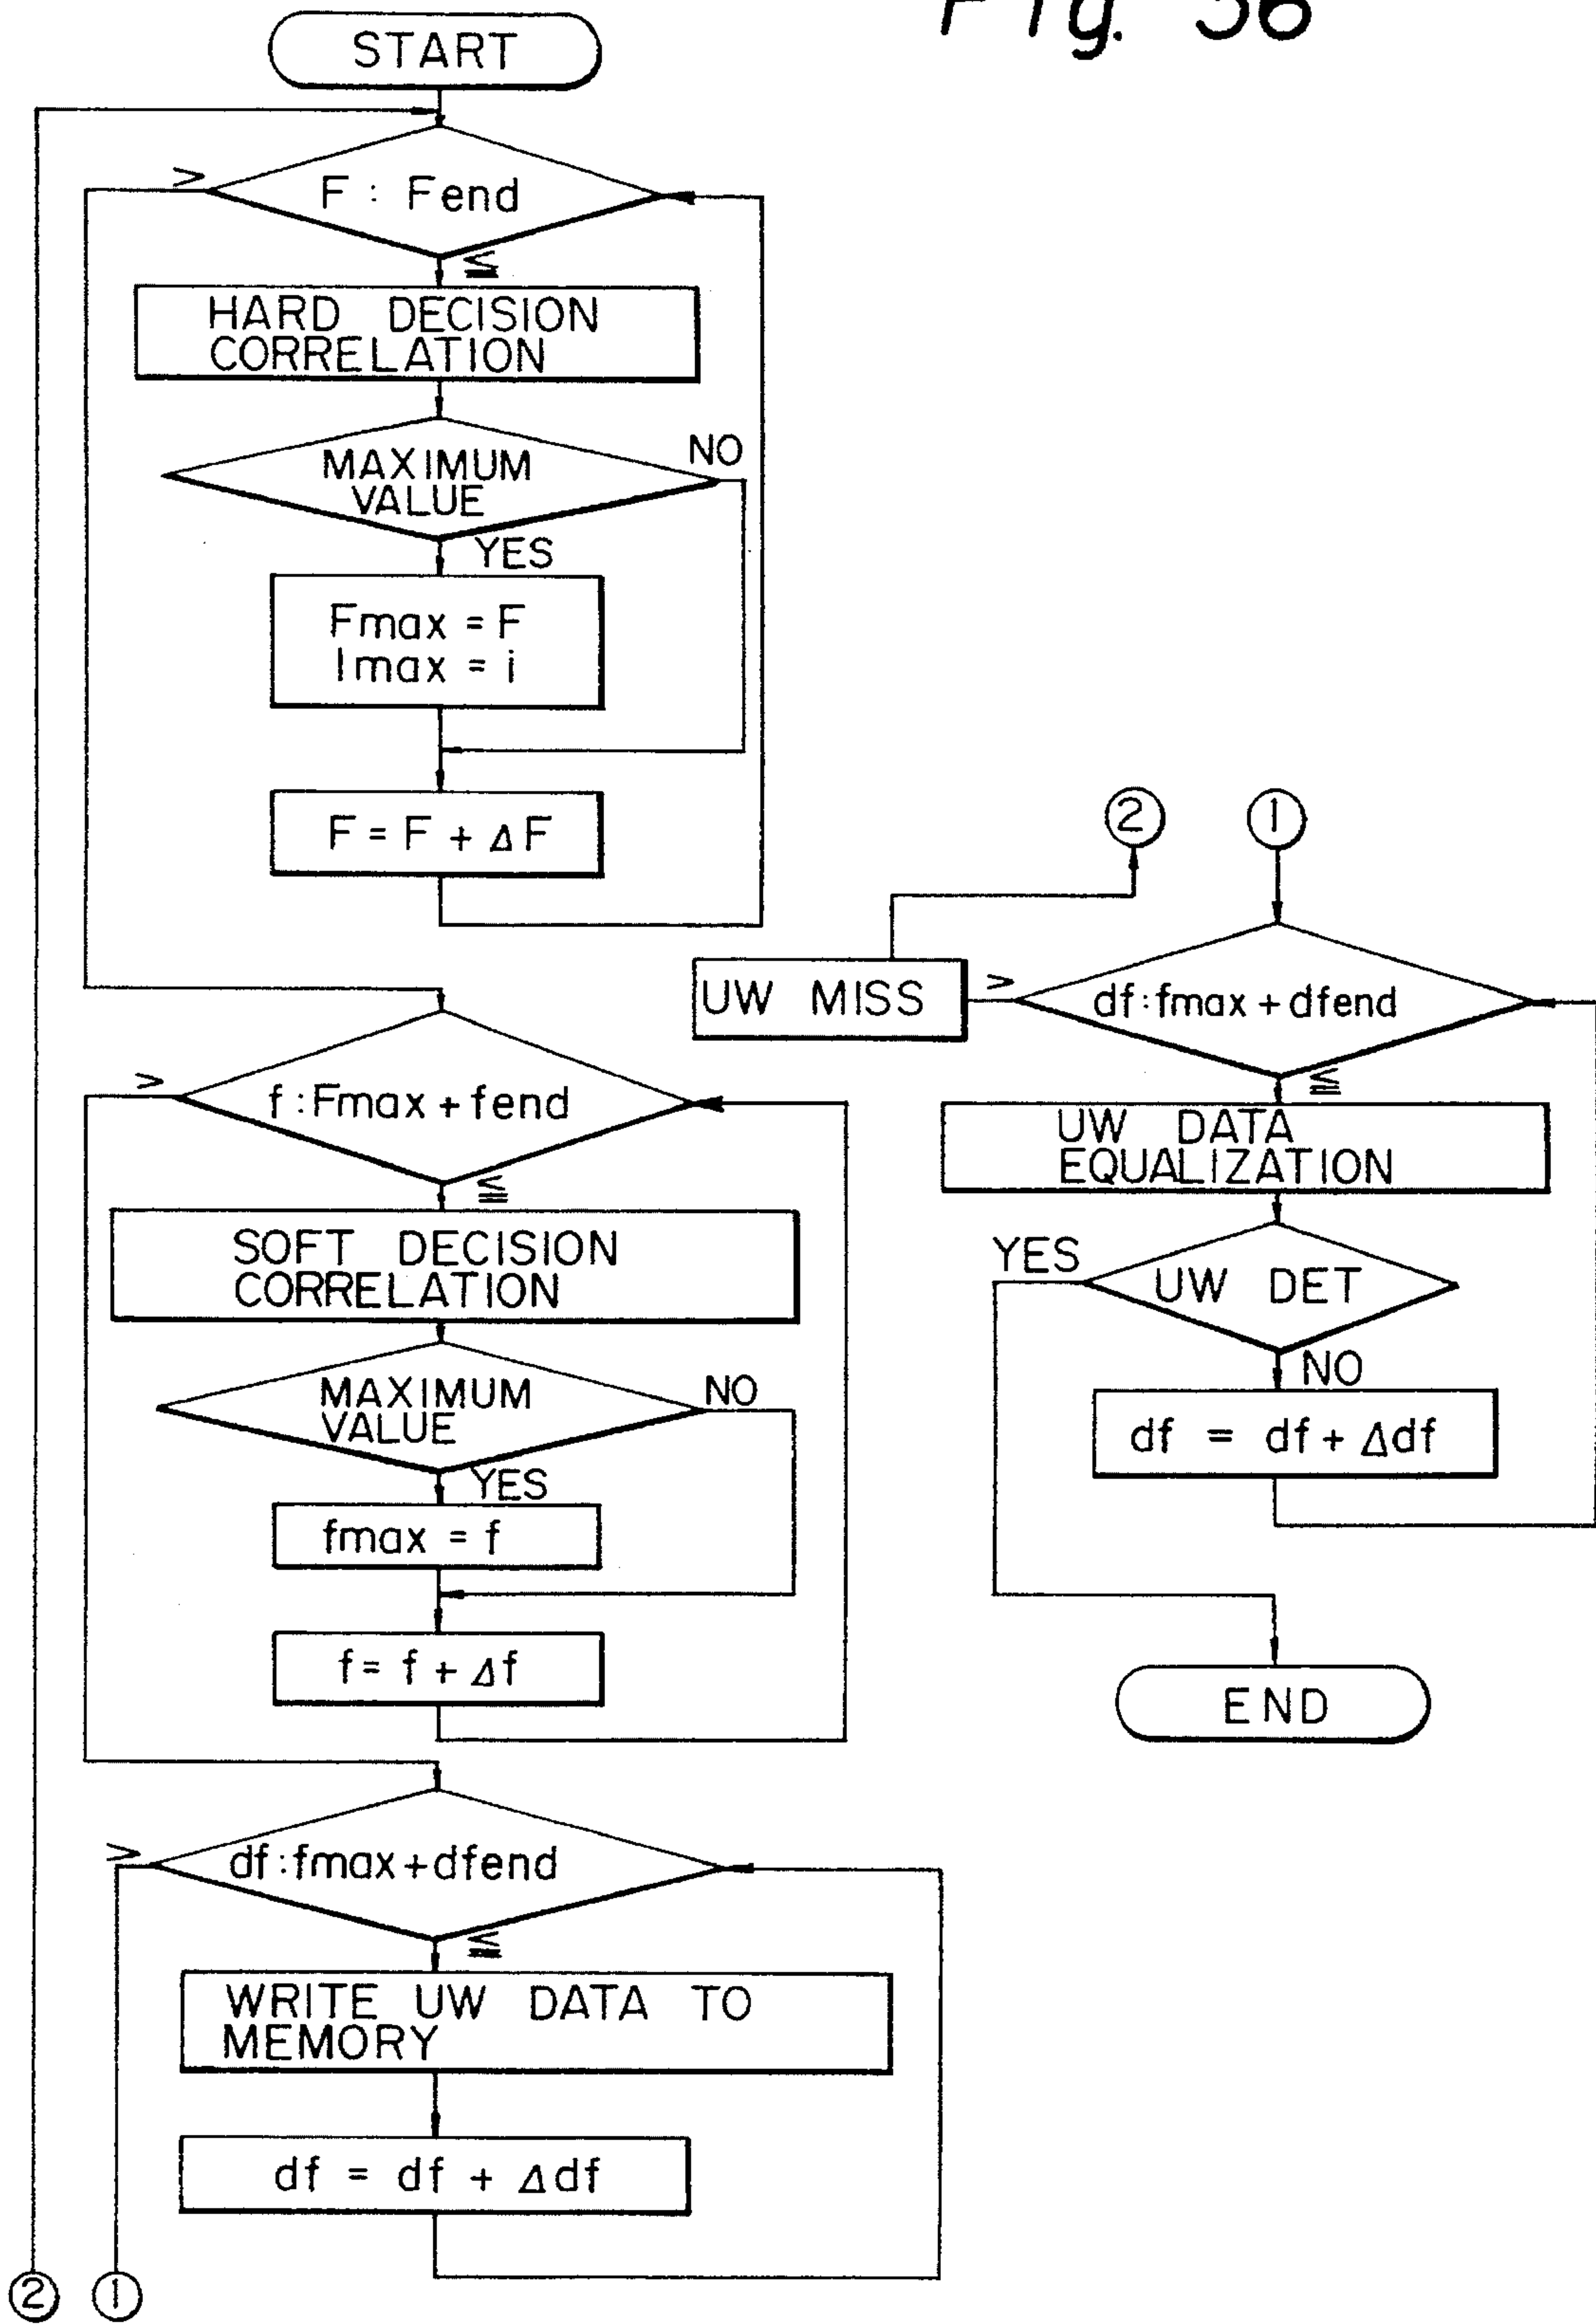 Fig. 36
START
F : Fend
>
≦
HARD DECISION
CORRELATION
MAXIMUM
VALUE
NO
YES
Fmax = F
Imax = i
F = F + ΔF
f : Fmax + fend
>
≦
SOFT DECISION
CORRELATION
MAXIMUM
VALUE
NO
YES
fmax = f
f = f + Δf
df : fmax + dfend
>
≦
WRITE UW DATA TO
MEMORY
df = df + Δdf
② ①
② ①
UW MISS
>
df : fmax + dfend
≦
UW DATA
EQUALIZATION
YES
UW DET
NO
df = df + Δdf
END